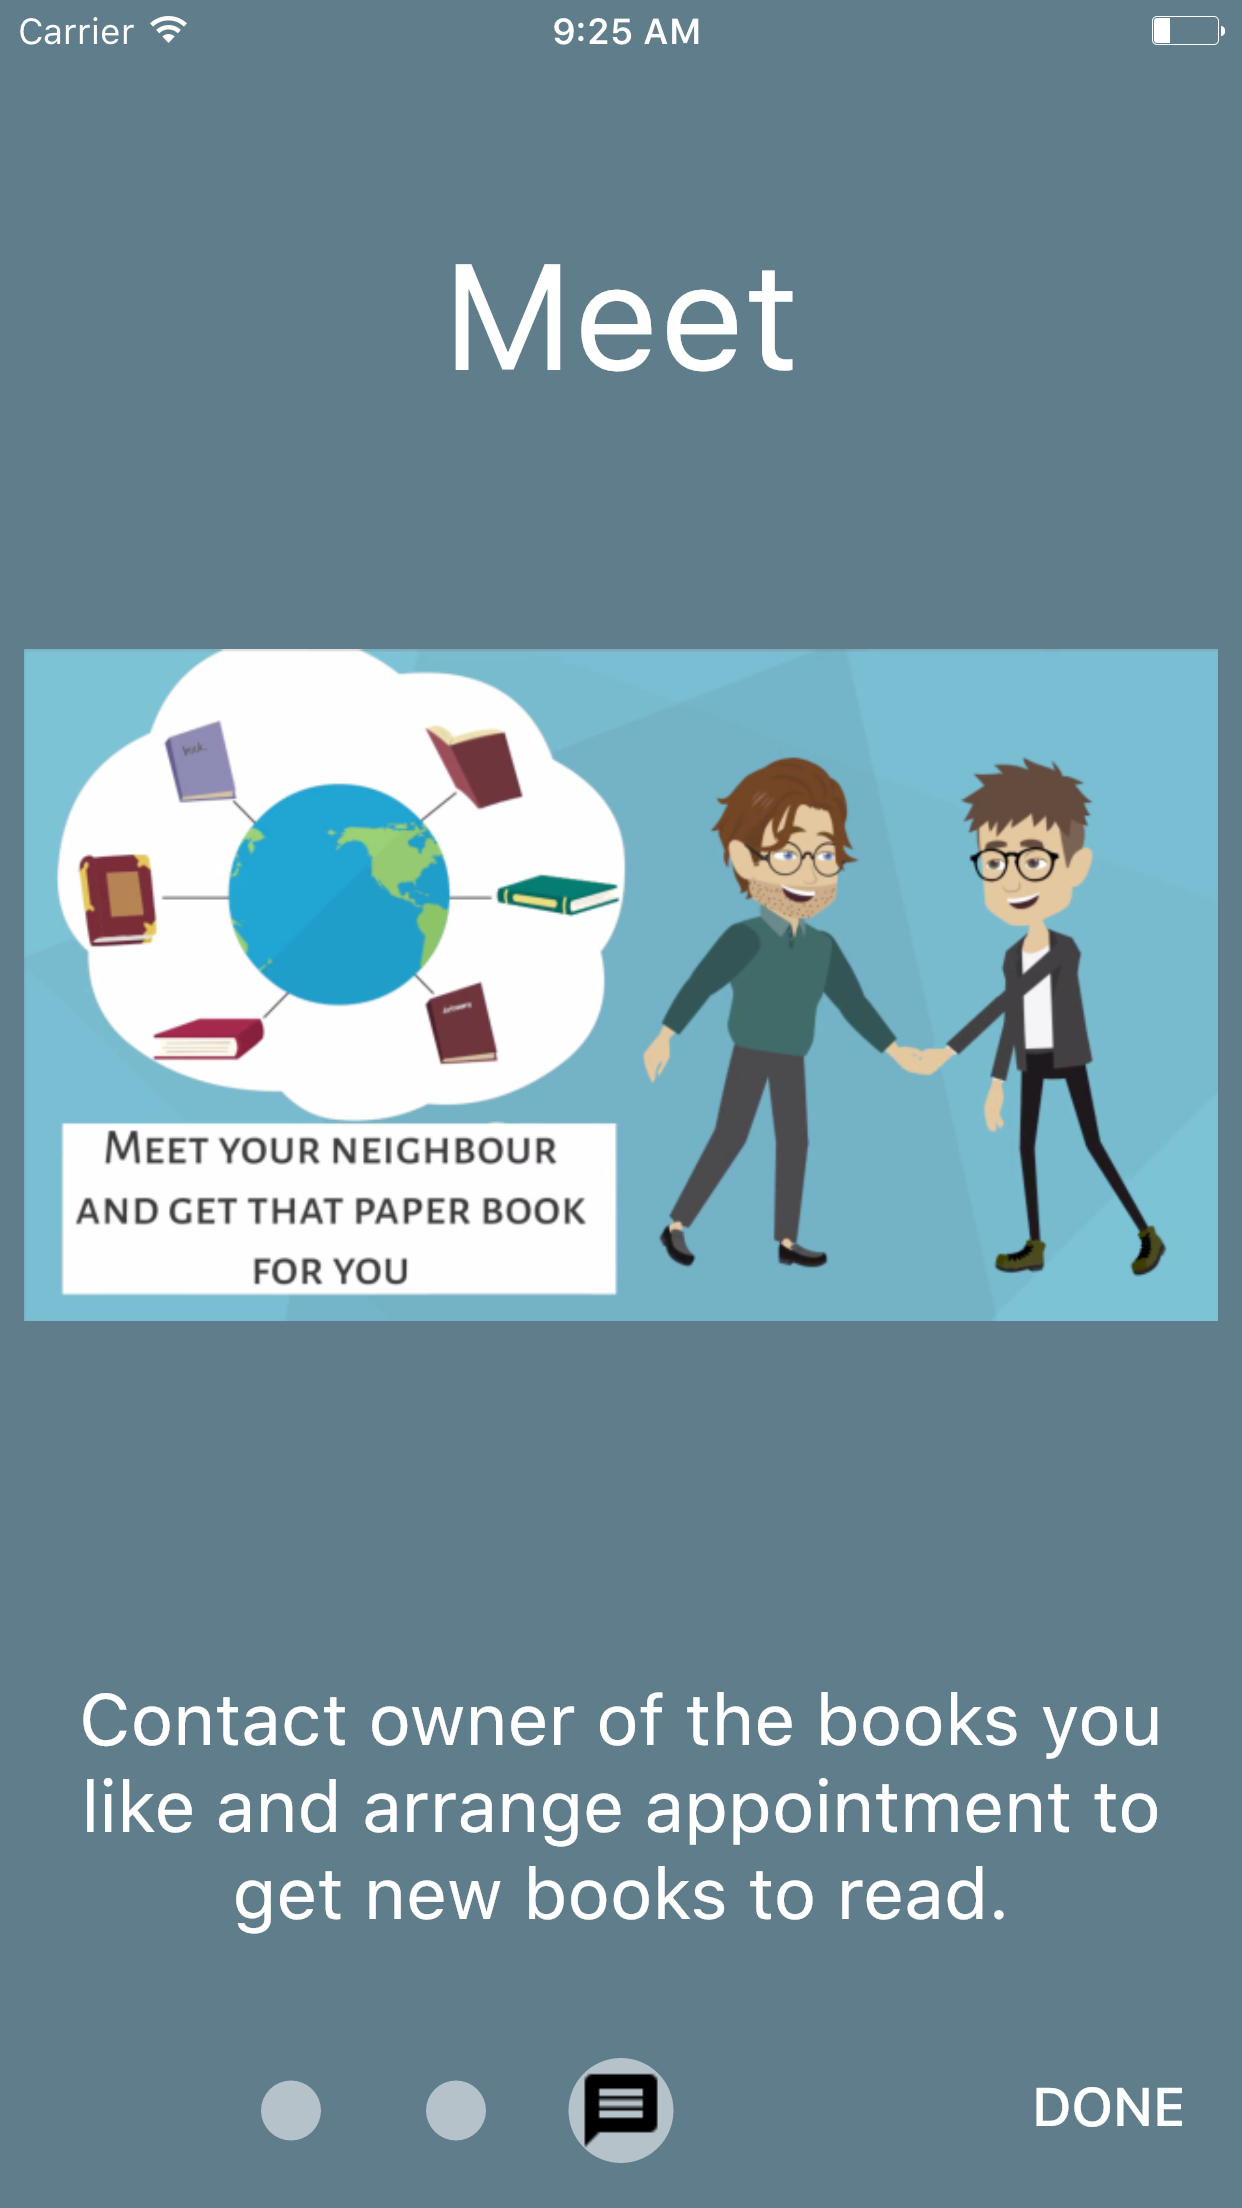 Carrier 9:25 AM
Meet
book
MEET YOUR NEIGHBOUR
AND GET THAT PAPER BOOK
FOR YOU
Contact owner of the books you
like and arrange appointment to
get new books to read.
DONE